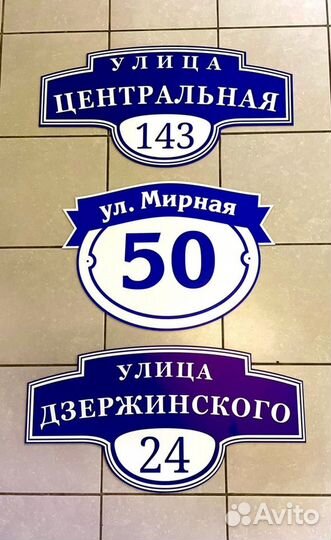 УЛИЦА
ЦЕНТРАЛЬНАЯ
143
ул. Мирная
50
УЛИЦА
ДЗЕРЖИНСКОГО
24
Avito